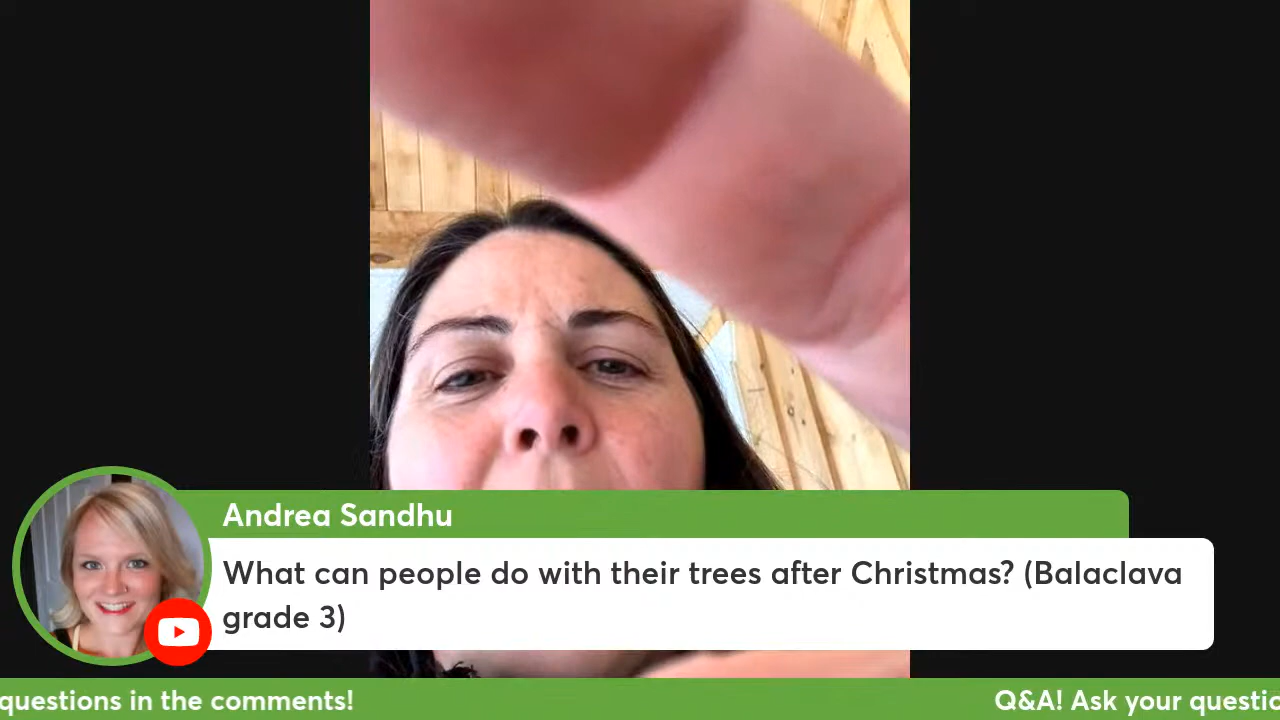 Andrea Sandhu
What can people do with their trees after Christmas? (Balaclava
grade 3)
questions in the comments!
Q&A! Ask your